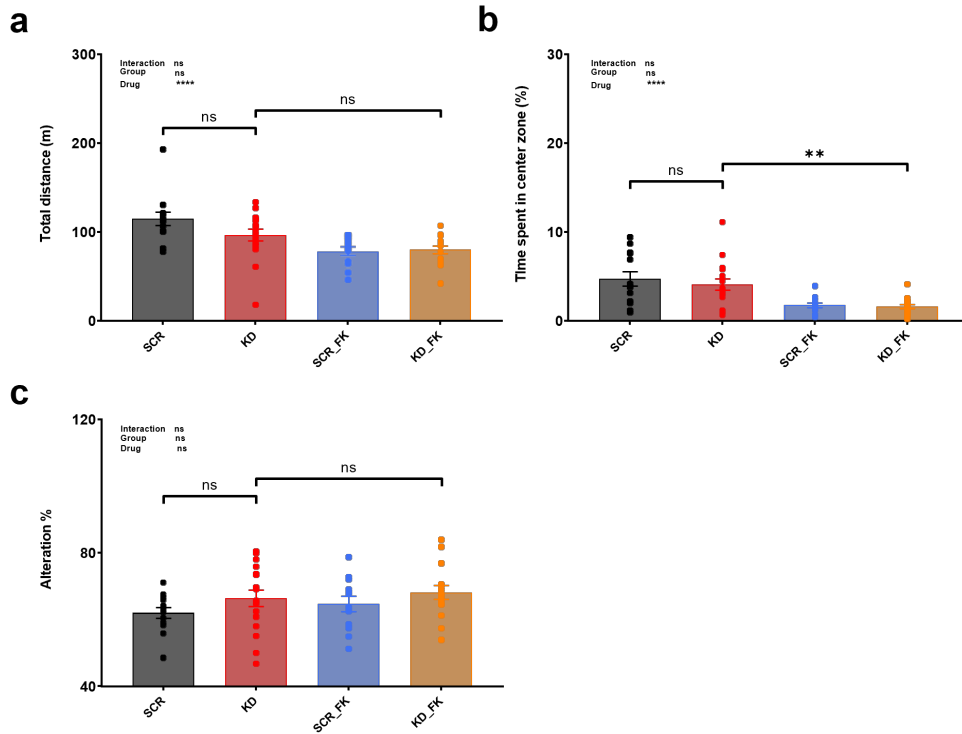 a
Total distance (m)
300
200
100
0
Interaction ns
Group ns
Drug ****
ns
ns
SCR
KD
SCR_FK
KD_FK
b
TIme spent in center zone (%)
30
20
10
0
Interaction ns
Group ns
Drug ****
ns
**
SCR
KD
SCR_FK
KD_FK
c
Alteration %
120
80
40
Interaction ns
Group ns
Drug ns
ns
ns
SCR
KD
SCR_FK
KD_FK